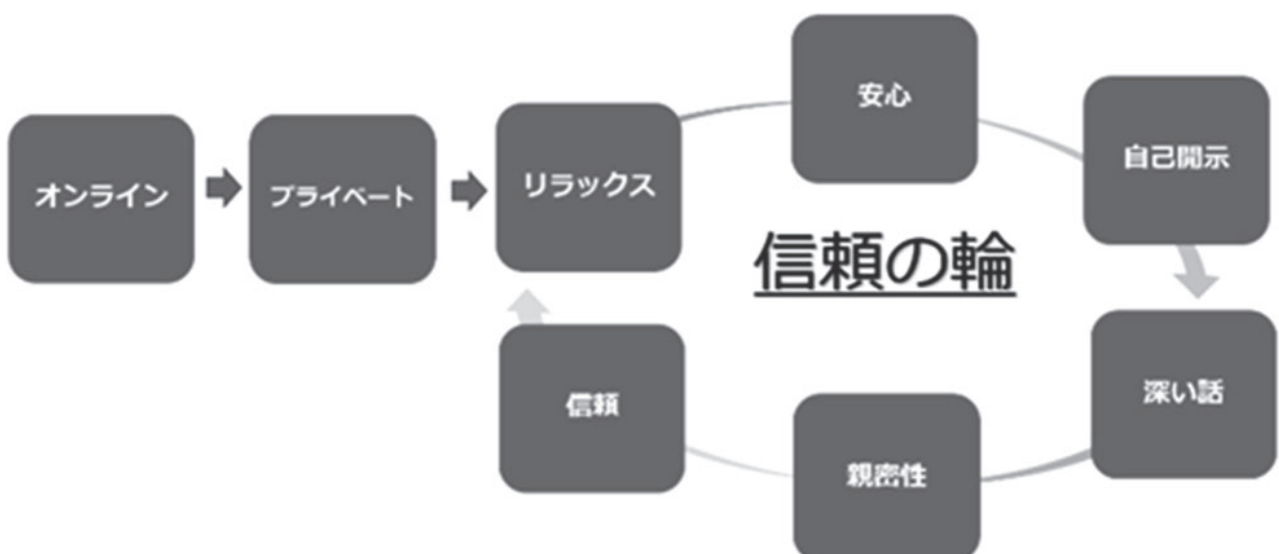 オンライン
プライベート
リラックス
安心
自己開示
深い話
親密性
信頼
信頼の輪